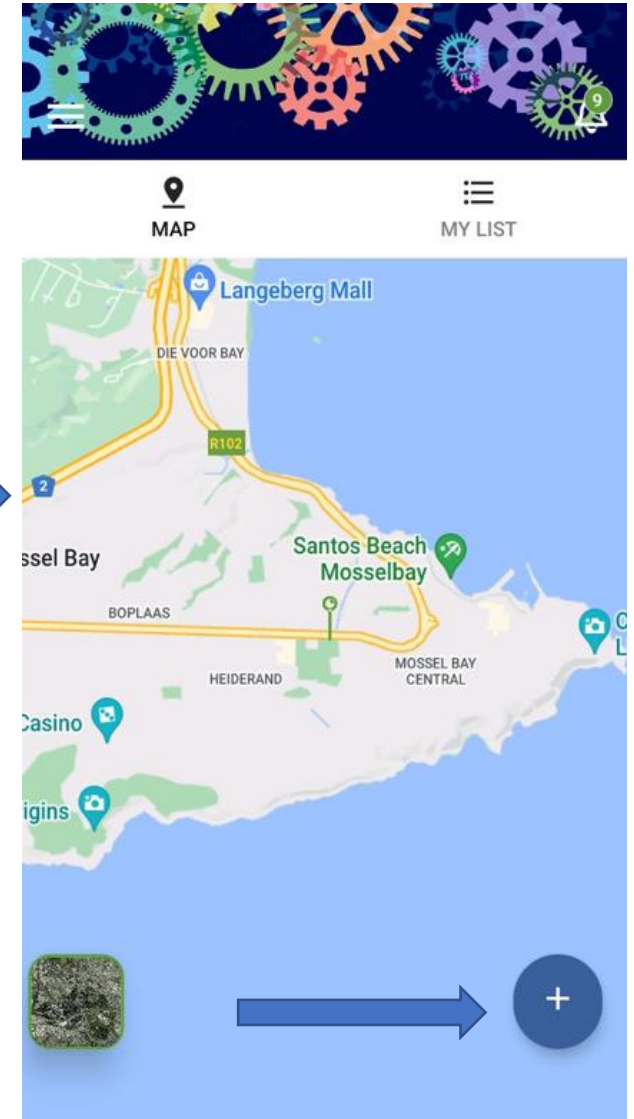 9
MAP
MY LIST
Langeberg Mall
DIE VOOR BAY
R102
2
Santos Beach
Mosselbay
ssel Bay
BOPLAAS
HEIDERAND
MOSSEL BAY
CENTRAL
C
L
Casino
igins
+